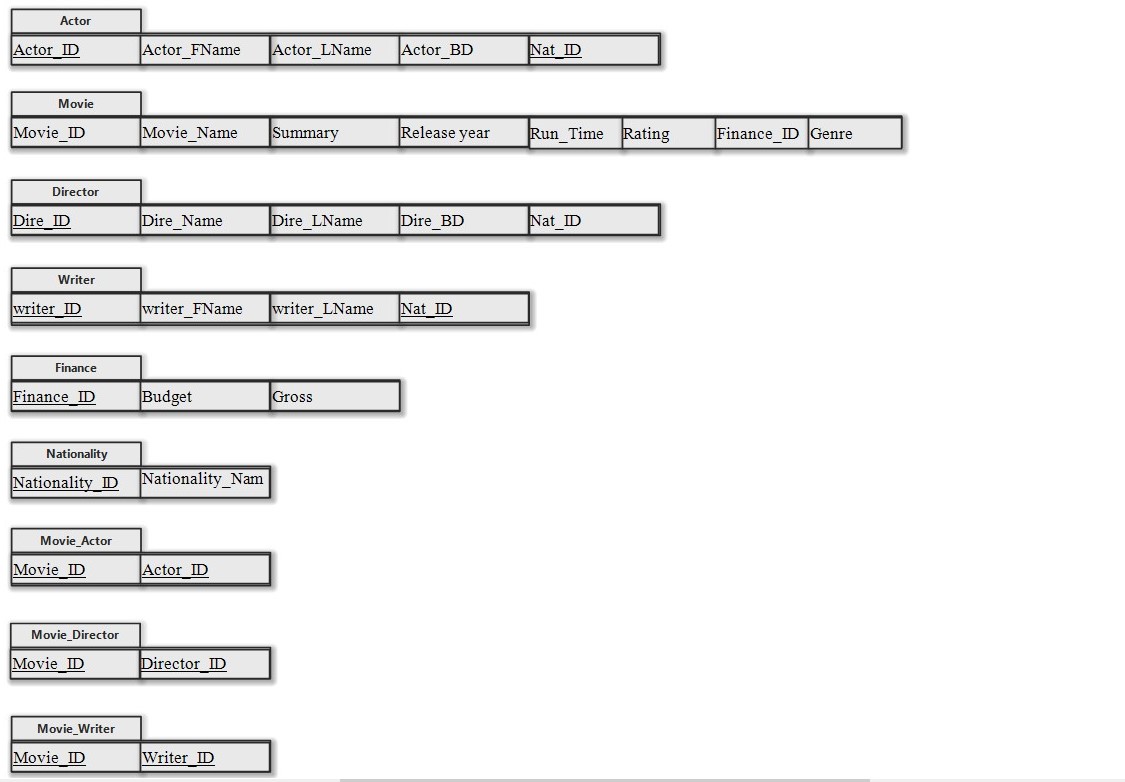 Actor
Actor_ID Actor_FName Actor_LName Actor_BD Nat_ID
Movie
Movie_ID Movie_Name Summary Release year Run_Time Rating Finance_ID Genre
Director
Dire_ID Dire_Name Dire_LName Dire_BD Nat_ID
Writer
writer_ID writer_FName writer_LName Nat_ID
Finance
Finance_ID Budget Gross
Nationality
Nationality_ID Nationality_Nam
Movie_Actor
Movie_ID Actor_ID
Movie_Director
Movie_ID Director_ID
Movie_Writer
Movie_ID Writer_ID